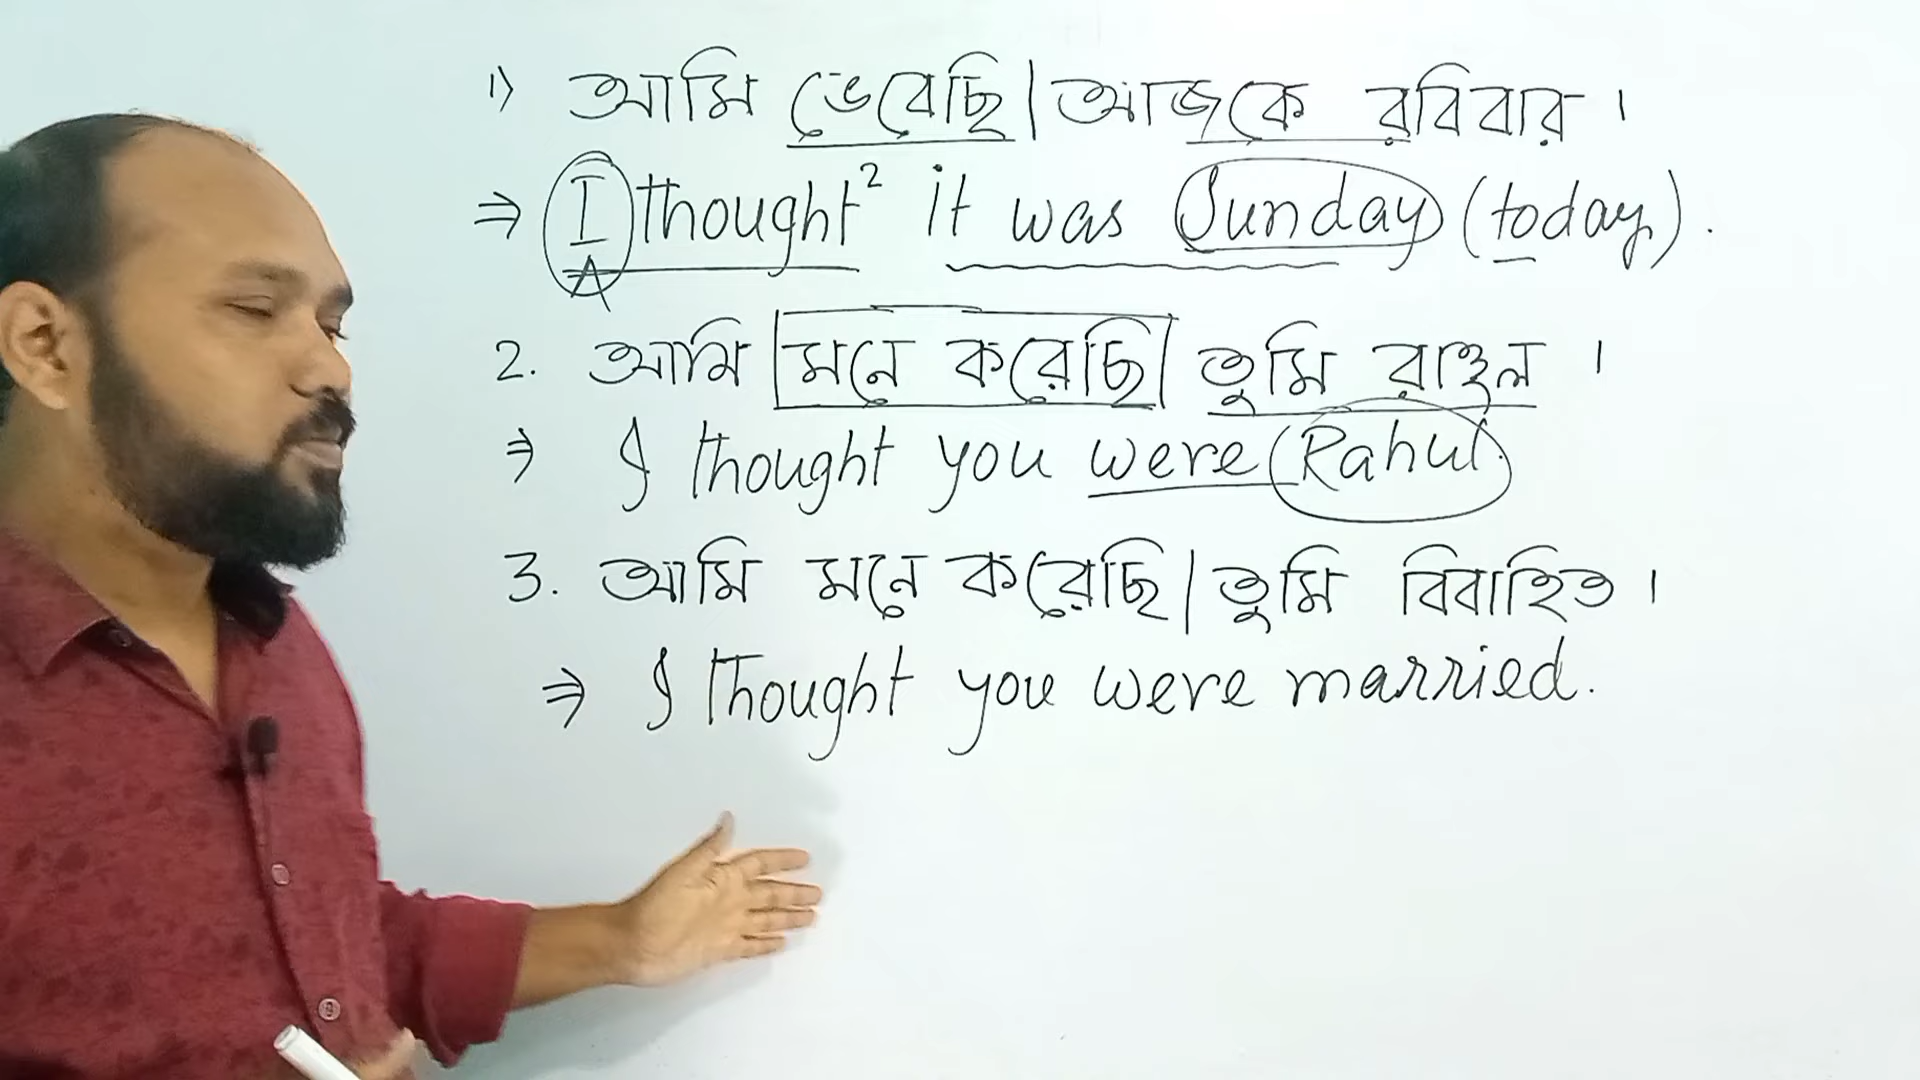 1) আমি ভেবেছি | আজকে রবিবার ।
⇒ I thought² it was Sunday (today).
A
2. আমি মনে করেছি তুমি রাহুল ।
⇒ I thought you were Rahul.
3. আমি মনে করেছি | তুমি বিবাহিত ।
⇒ I thought you were married.